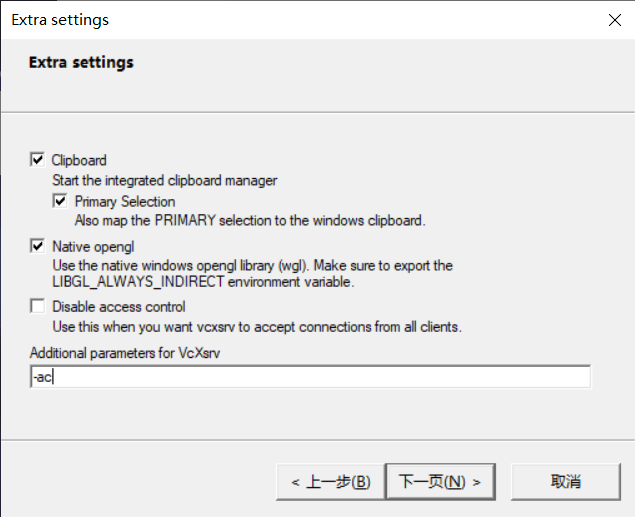 Extra settings
Extra settings
Clipboard
Start the integrated clipboard manager
Primary Selection
Also map the PRIMARY selection to the windows clipboard.
Native opengl
Use the native windows opengl library (wgl). Make sure to export the
LIBGL_ALWAYS_INDIRECT environment variable.
Disable access control
Use this when you want vcxsrv to accept connections from all clients.
Additional parameters for VcXsrv
-ac
< 上一步(B) 下一页(N) > 取消